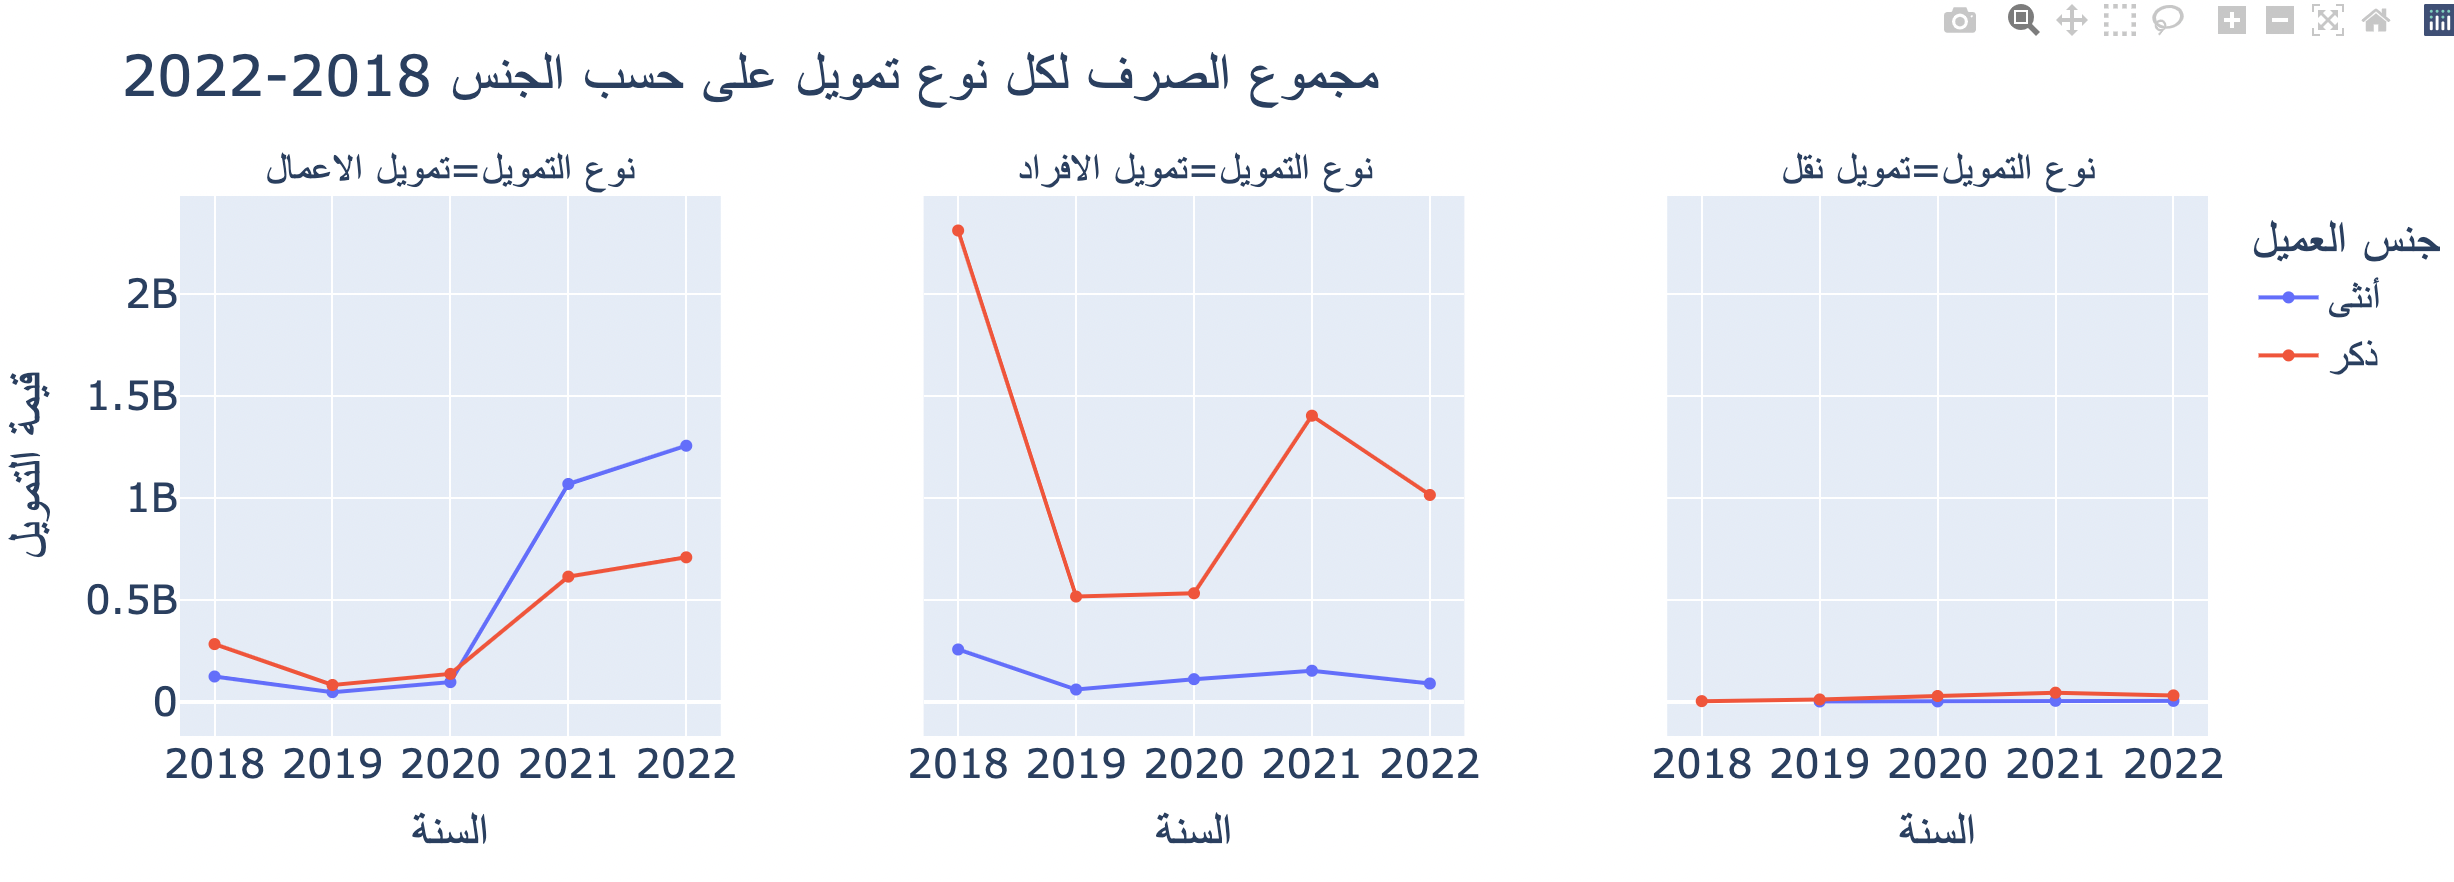 مجموع الصرف لكل نوع تمويل على حسب الجنس 2018-2022
نوع التمويل=تمويل الاعمال
نوع التمويل=تمويل الافراد
نوع التمويل=تمويل نقل
جنس العميل
أنثى
ذكر
قيمة التمويل
2B
1.5B
1B
0.5B
0
2018 2019 2020 2021 2022
2018 2019 2020 2021 2022
2018 2019 2020 2021 2022
السنة
السنة
السنة